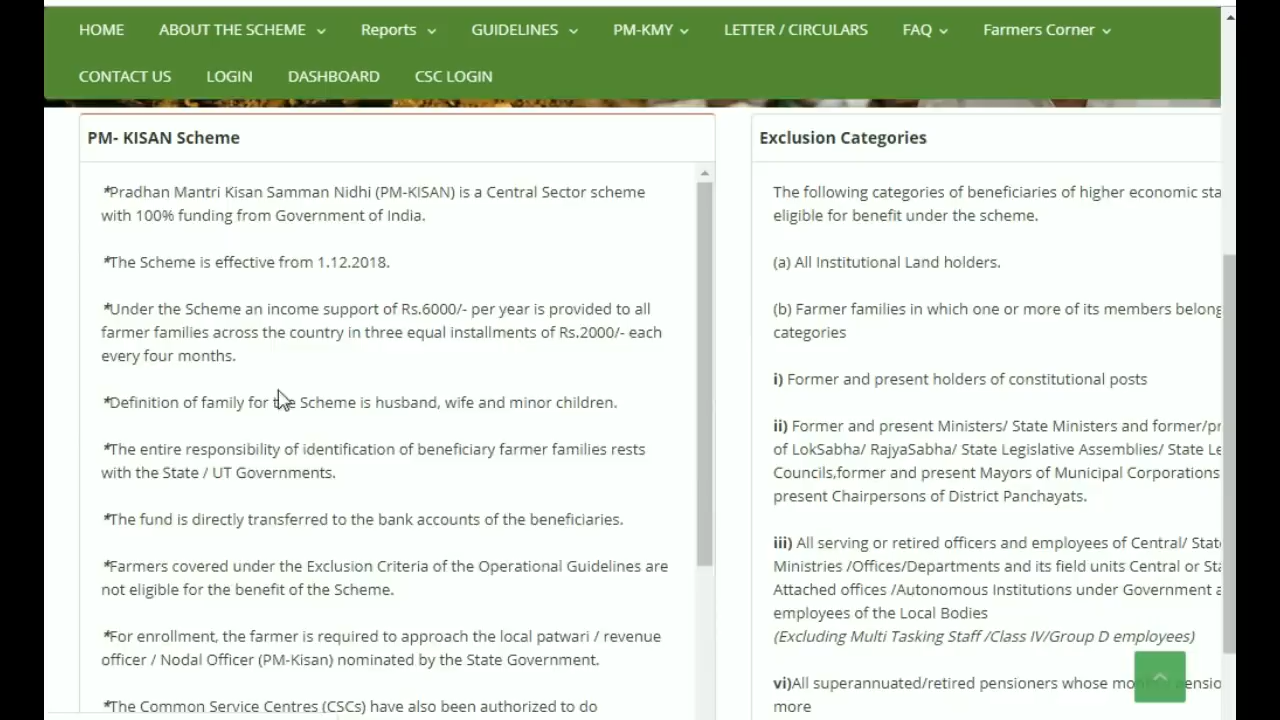 HOME ABOUT THE SCHEME Reports GUIDELINES PM-KMY LETTER / CIRCULARS FAQ Farmers Corner
CONTACT US LOGIN DASHBOARD CSC LOGIN
PM- KISAN Scheme
*Pradhan Mantri Kisan Samman Nidhi (PM-KISAN) is a Central Sector scheme
with 100% funding from Government of India.
*The Scheme is effective from 1.12.2018.
*Under the Scheme an income support of Rs.6000/- per year is provided to all
farmer families across the country in three equal installments of Rs.2000/- each
every four months.
*Definition of family for the Scheme is husband, wife and minor children.
*The entire responsibility of identification of beneficiary farmer families rests
with the State / UT Governments.
*The fund is directly transferred to the bank accounts of the beneficiaries.
*Farmers covered under the Exclusion Criteria of the Operational Guidelines are
not eligible for the benefit of the Scheme.
*For enrollment, the farmer is required to approach the local patwari / revenue
officer / Nodal Officer (PM-Kisan) nominated by the State Government.
*The Common Service Centres (CSCs) have also been authorized to do
Exclusion Categories
The following categories of beneficiaries of higher economic sta
eligible for benefit under the scheme.
(a) All Institutional Land holders.
(b) Farmer families in which one or more of its members belong
categories
i) Former and present holders of constitutional posts
ii) Former and present Ministers/ State Ministers and former/pr
of LokSabha/ RajyaSabha/ State Legislative Assemblies/ State Le
Councils,former and present Mayors of Municipal Corporations
present Chairpersons of District Panchayats.
iii) All serving or retired officers and employees of Central/ State
Ministries /Offices/Departments and its field units Central or Sta
Attached offices /Autonomous Institutions under Government a
employees of the Local Bodies
(Excluding Multi Tasking Staff /Class IV/Group D employees)
vi)All superannuated/retired pensioners whose
more